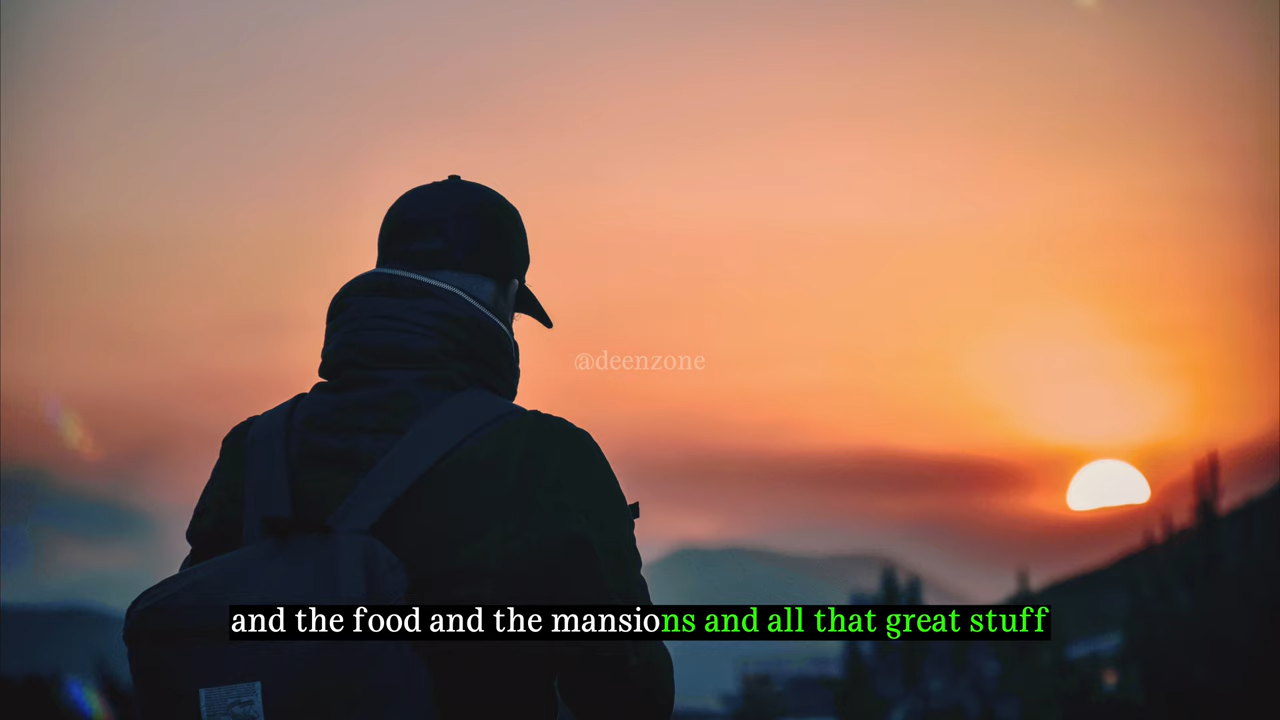 @deenzone
and the food and the mansions and all that great stuff